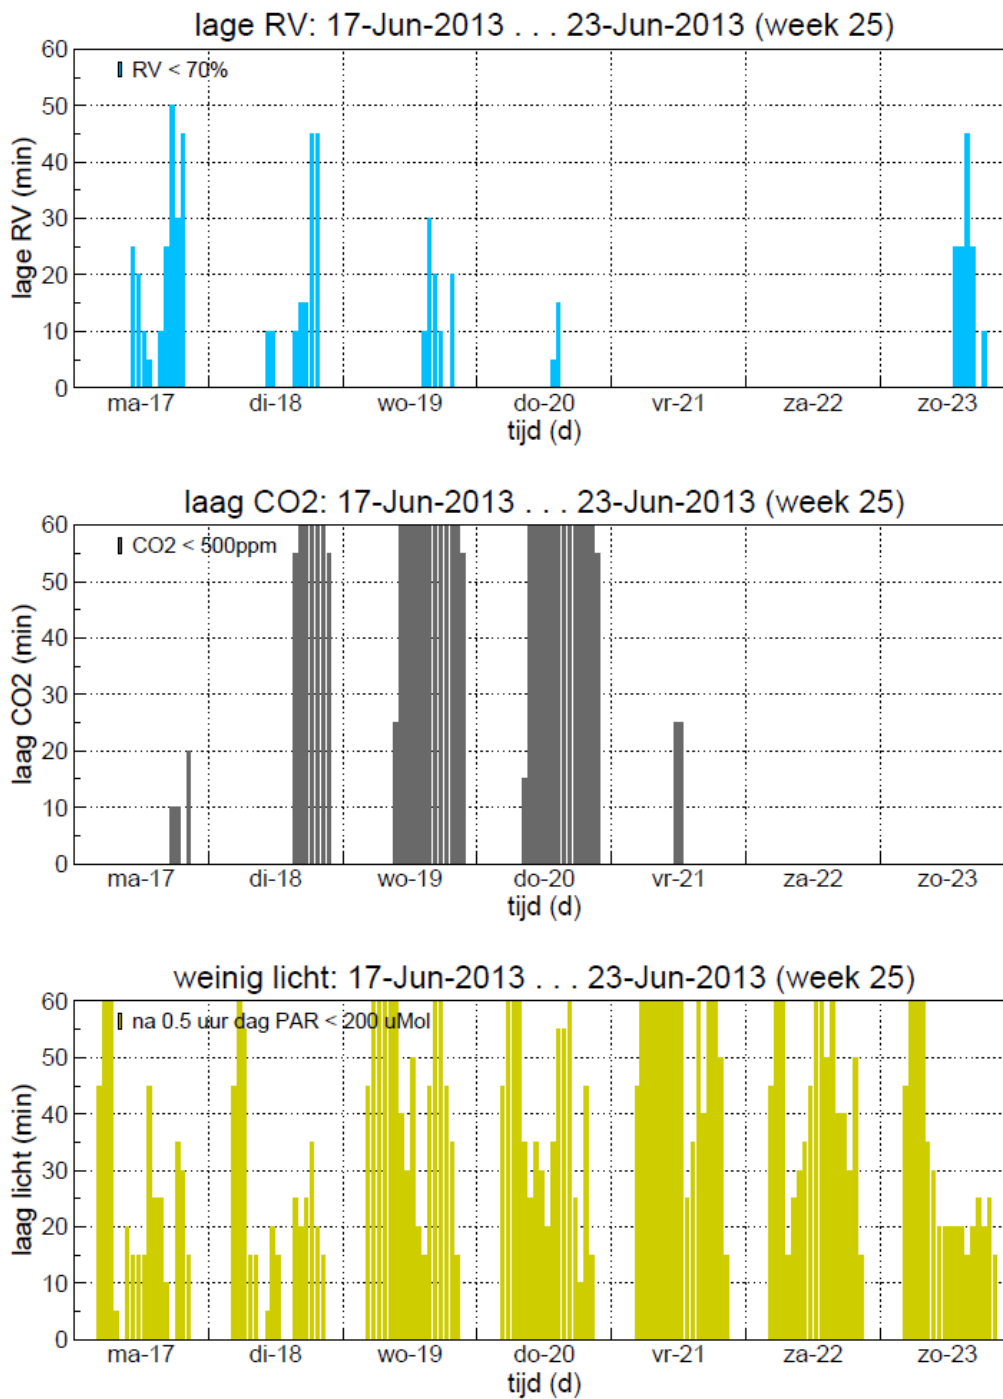 lage RV: 17-Jun-2013 . . . 23-Jun-2013 (week 25)
60
RV < 70%
50
40
30
20
10
0
lage RV (min)
ma-17 di-18 wo-19 do-20 vr-21 za-22 zo-23
tijd (d)
laag CO2: 17-Jun-2013 . . . 23-Jun-2013 (week 25)
60
CO2 < 500ppm
50
40
30
20
10
0
laag CO2 (min)
ma-17 di-18 wo-19 do-20 vr-21 za-22 zo-23
tijd (d)
weinig licht: 17-Jun-2013 . . . 23-Jun-2013 (week 25)
60
na 0.5 uur dag PAR < 200 uMol
50
40
30
20
10
0
laag licht (min)
ma-17 di-18 wo-19 do-20 vr-21 za-22 zo-23
tijd (d)